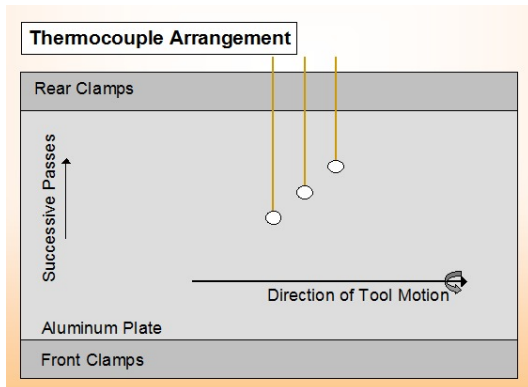 Thermocouple Arrangement
Rear Clamps
Successive Passes
Direction of Tool Motion
Aluminum Plate
Front Clamps